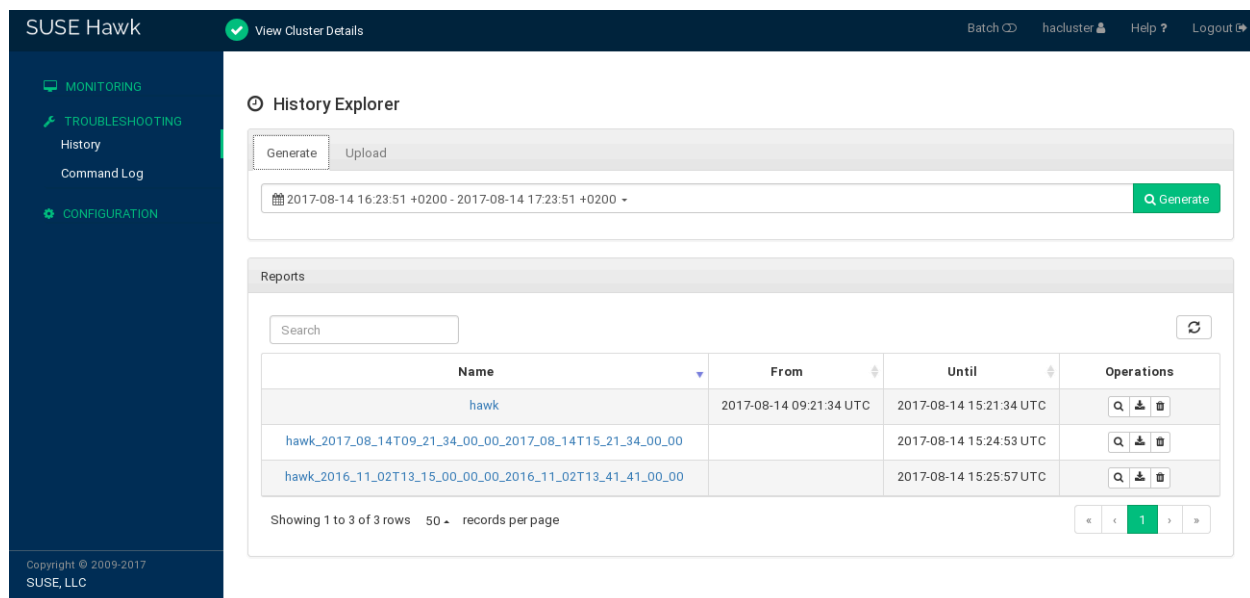 SUSE Hawk
View Cluster Details
Batch
hacluster
Help ?
Logout
MONITORING
TROUBLESHOOTING
History
Command Log
CONFIGURATION
History Explorer
Generate Upload
2017-08-14 16:23:51 +0200 - 2017-08-14 17:23:51 +0200
Generate
Reports
Search
Name From Until Operations
hawk 2017-08-14 09:21:34 UTC 2017-08-14 15:21:34 UTC
hawk_2017_08_14T09_21_34_00_00_2017_08_14T15_21_34_00_00 2017-08-14 15:24:53 UTC
hawk_2016_11_02T13_15_00_00_00_2016_11_02T13_41_41_00_00 2017-08-14 15:25:57 UTC
Showing 1 to 3 of 3 rows 50 records per page
« ‹ 1 › »
Copyright © 2009-2017
SUSE, LLC